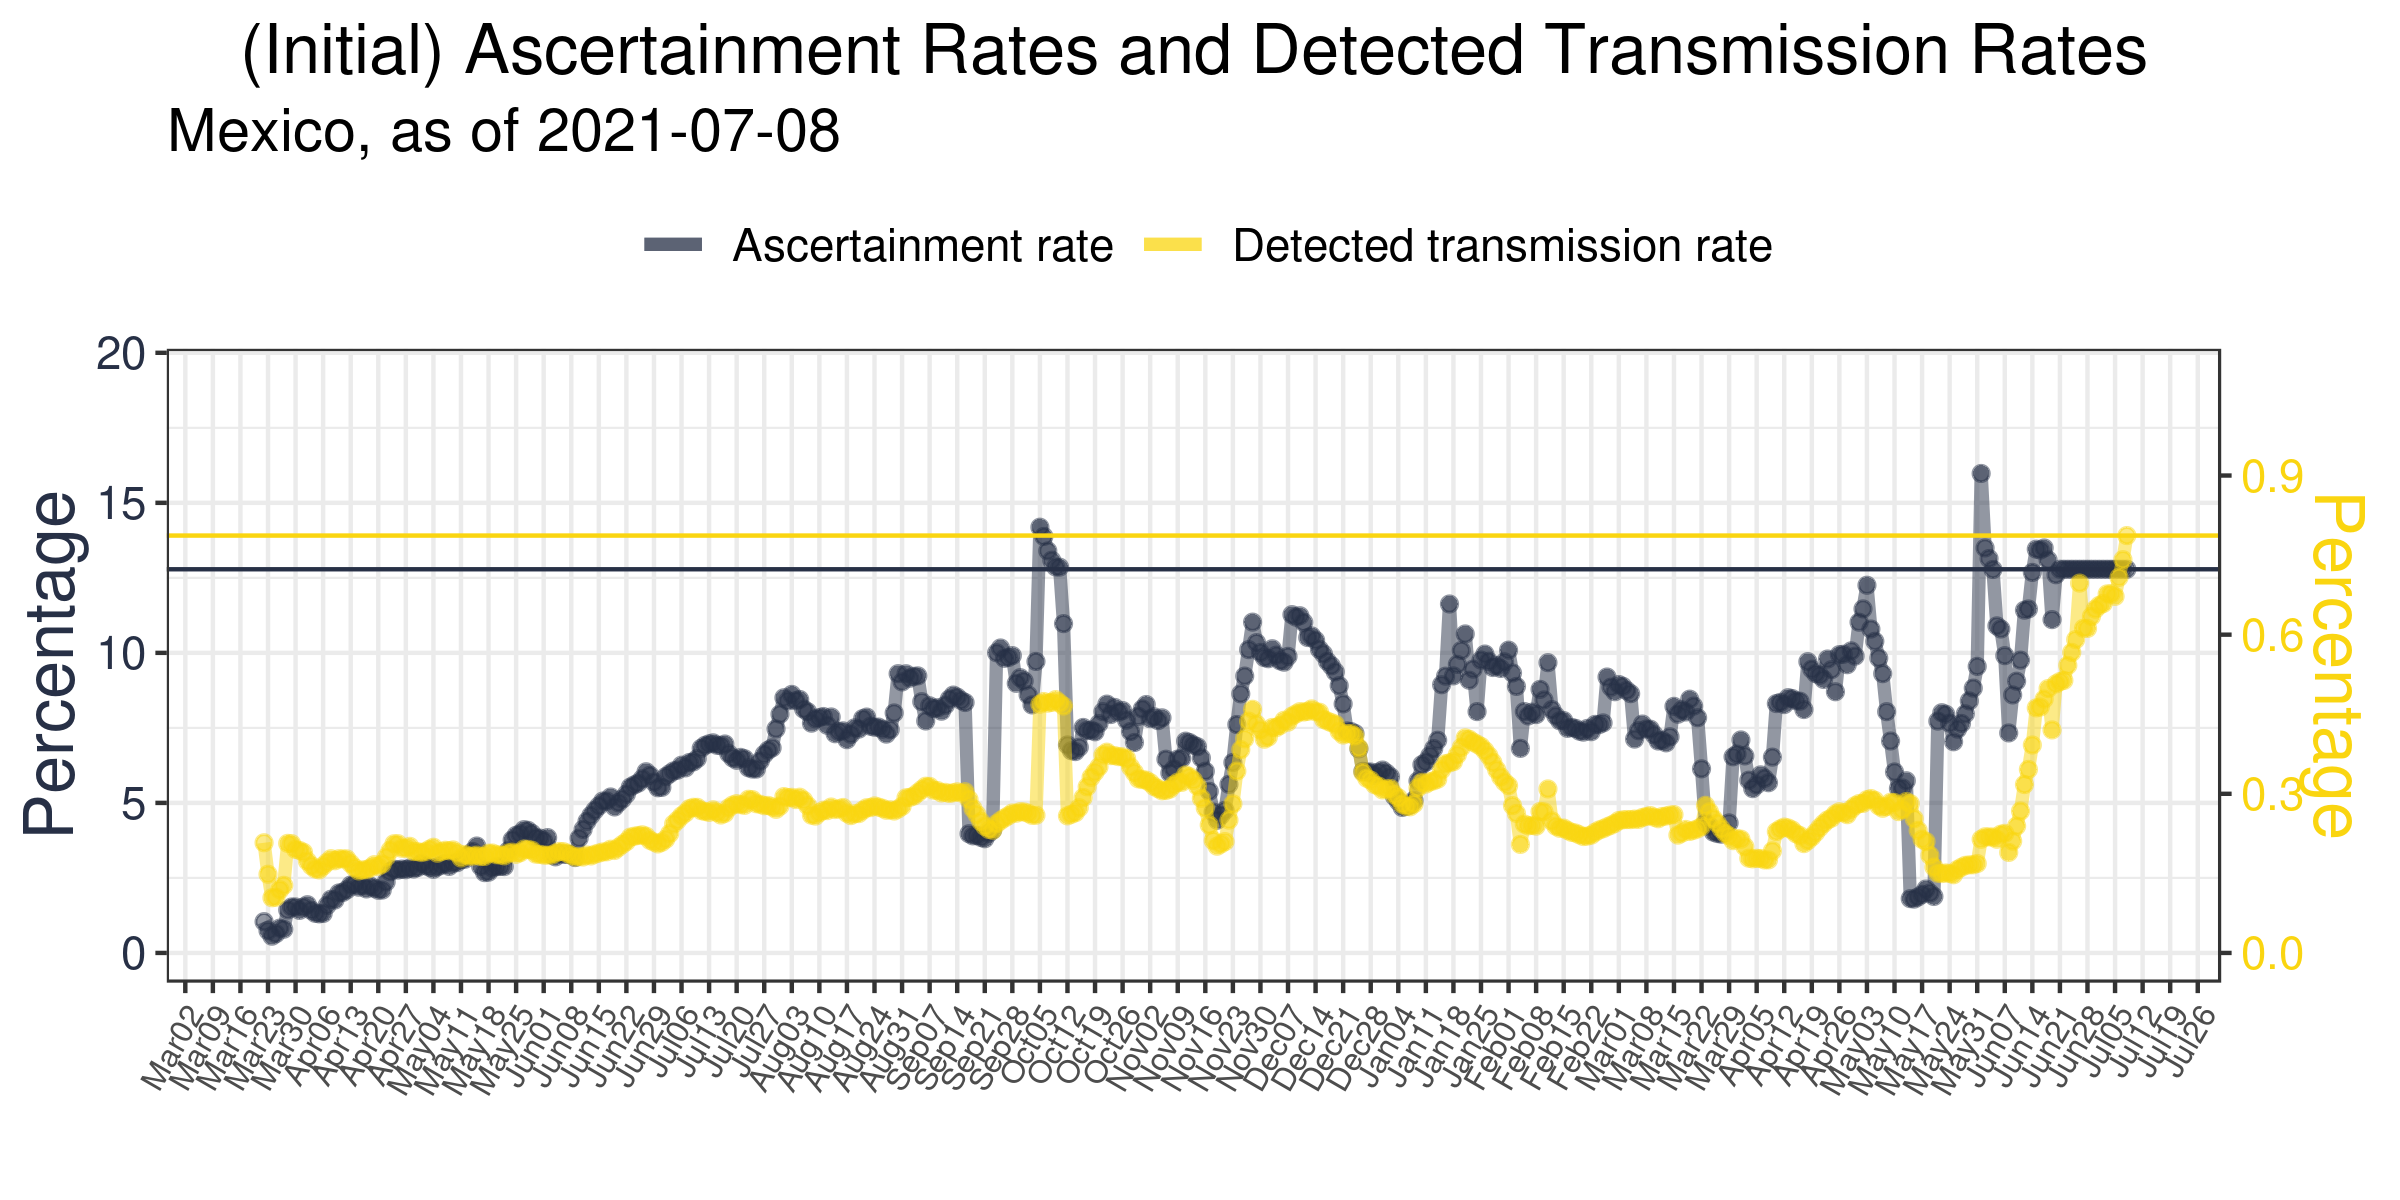 (Initial) Ascertainment Rates and Detected Transmission Rates
Mexico, as of 2021-07-08
Ascertainment rate
Detected transmission rate
Percentage
20
15
10
5
0
0.9
0.6
0.3
0.0
Percentage
Mar02
Mar09
Mar16
Mar23
Mar30
Apr06
Apr13
Apr20
Apr27
May04
May11
May18
May25
Jun01
Jun08
Jun15
Jun22
Jun29
Jul06
Jul13
Jul20
Jul27
Aug03
Aug10
Aug17
Aug24
Aug31
Sep07
Sep14
Sep21
Sep28
Oct05
Oct12
Oct19
Oct26
Nov02
Nov09
Nov16
Nov23
Nov30
Dec07
Dec14
Dec21
Dec28
Jan04
Jan11
Jan18
Jan25
Feb01
Feb08
Feb15
Feb22
Mar01
Mar08
Mar15
Mar22
Mar29
Apr05
Apr12
Apr19
Apr26
May03
May10
May17
May24
May31
Jun07
Jun14
Jun21
Jun28
Jul05
Jul12
Jul19
Jul26